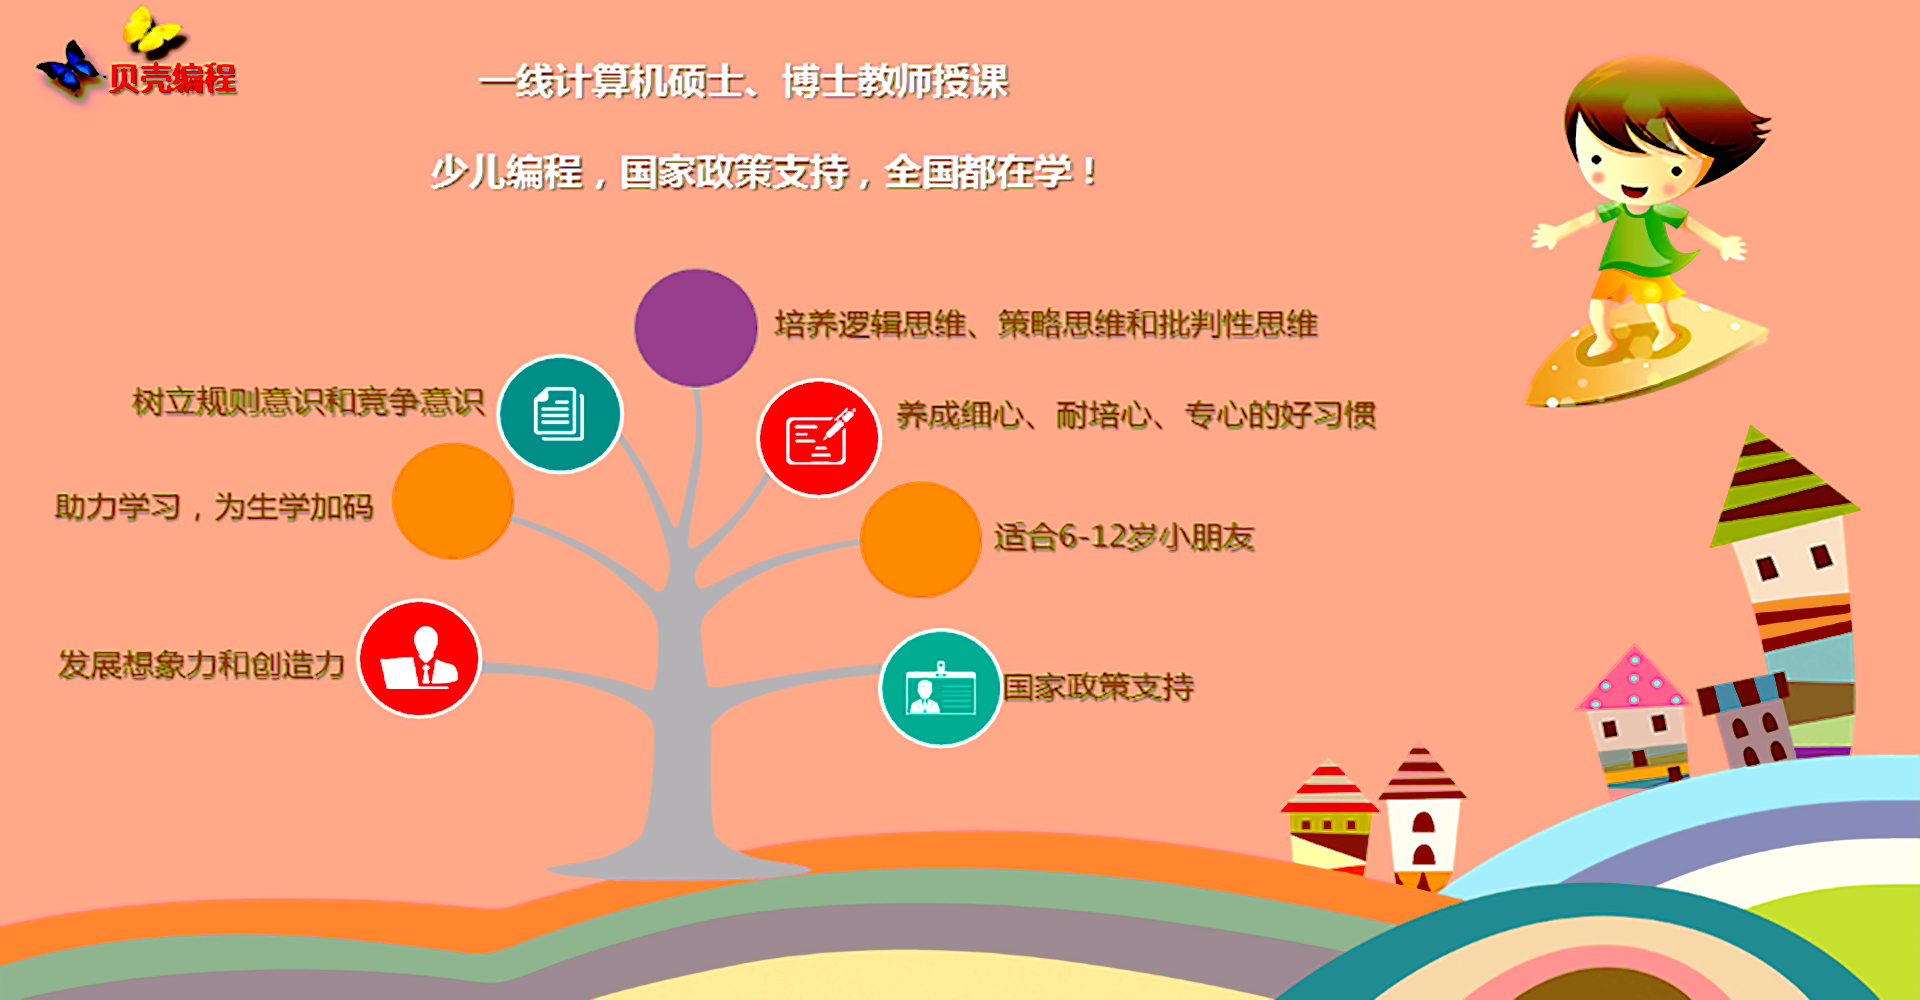 贝壳编程
一线计算机硕士、博士教师授课
少儿编程，国家政策支持，全国都在学！
培养逻辑思维、策略思维和批判性思维
树立规则意识和竞争意识
养成细心、耐培心、专心的好习惯
助力学习，为生学加码
适合6-12岁小朋友
发展想象力和创造力
国家政策支持